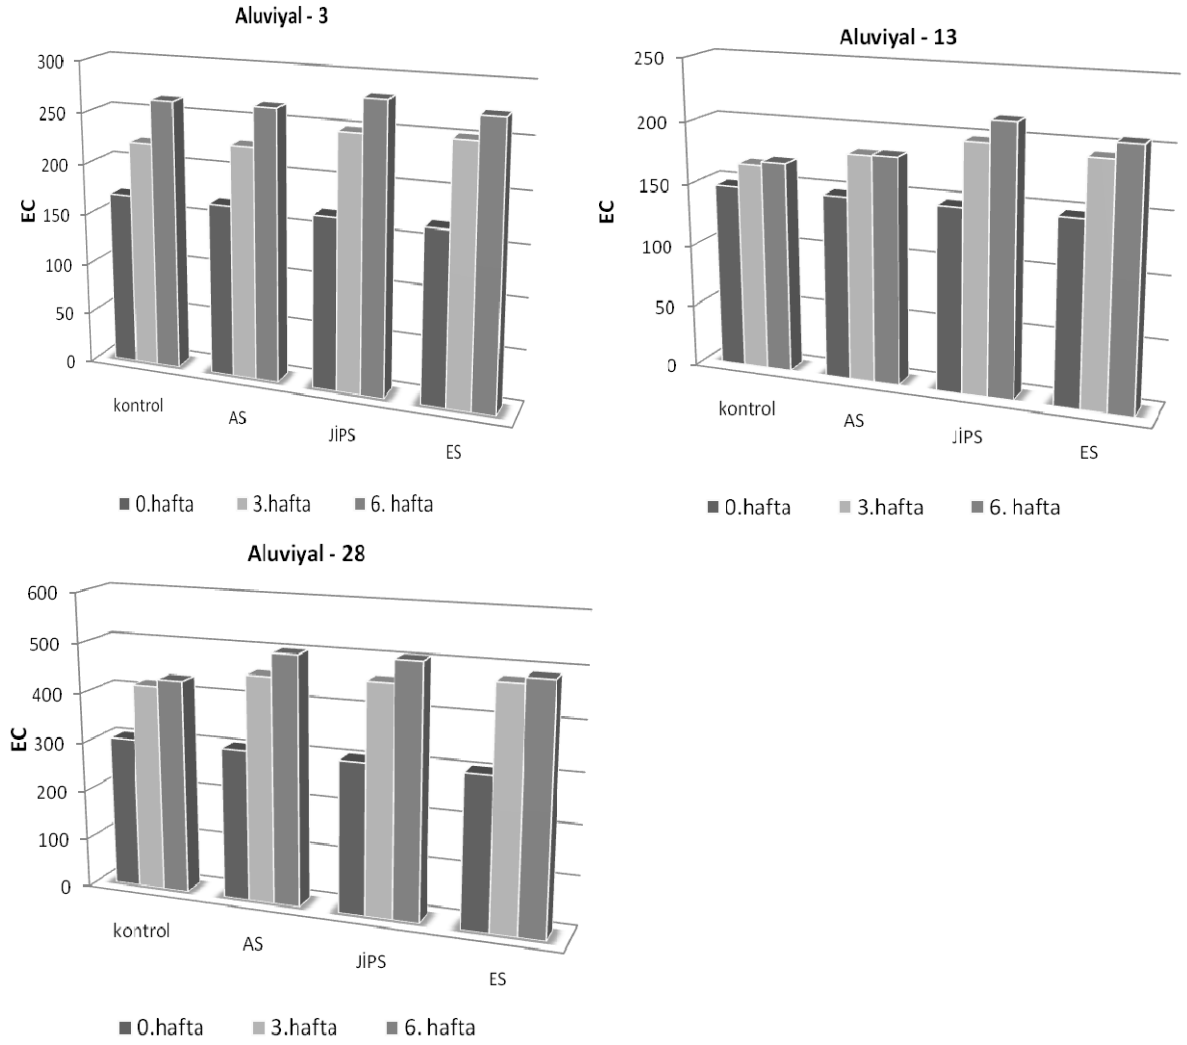 Aluviyal - 3
300
250
200
150
100
50
0
EC
kontrol
AS
JİPS
ES
0.hafta 3.hafta 6. hafta
Aluviyal - 13
250
200
150
100
50
0
EC
kontrol
AS
JİPS
ES
0.hafta 3.hafta 6. hafta
Aluviyal - 28
600
500
400
300
200
100
0
EC
kontrol
AS
JİPS
ES
0.hafta 3.hafta 6. hafta